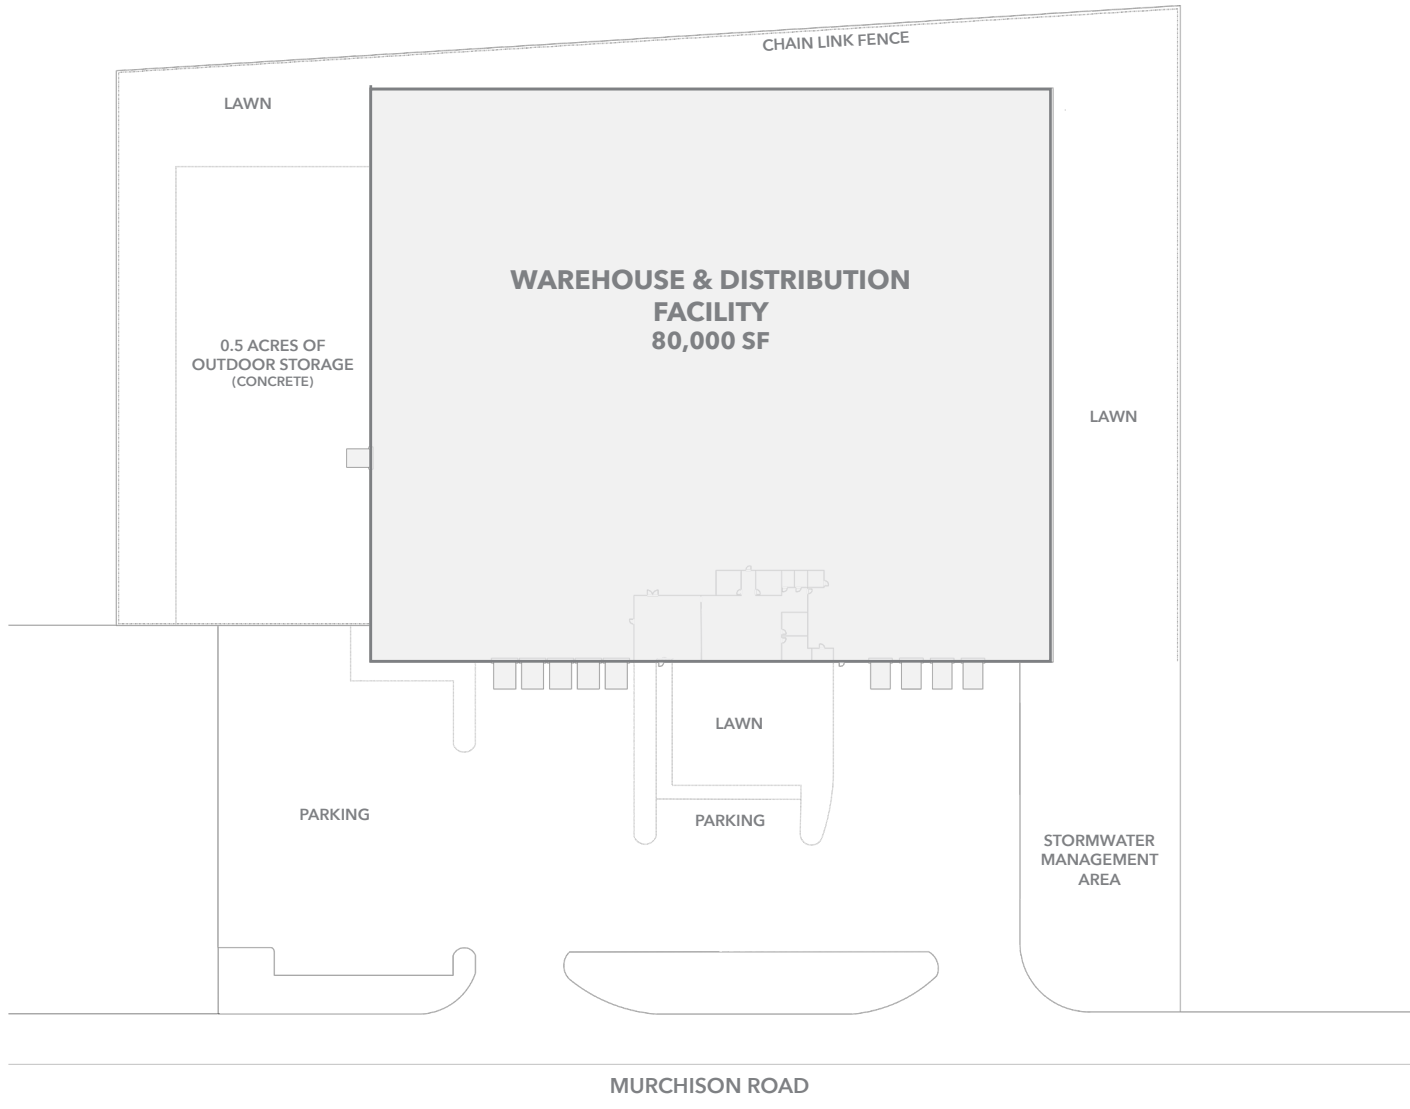 CHAIN LINK FENCE
LAWN
WAREHOUSE & DISTRIBUTION
FACILITY
80,000 SF
0.5 ACRES OF
OUTDOOR STORAGE
(CONCRETE)
LAWN
LAWN
PARKING
PARKING
STORMWATER
MANAGEMENT
AREA
MURCHISON ROAD